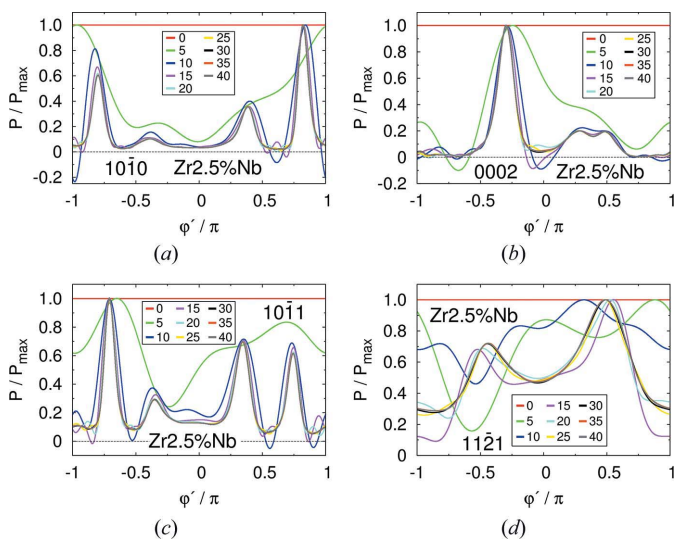 P / Pmax
1.0
0.8
0.6
0.4
0.2
0
-0.2
0 25
5 30
10 35
15 40
20
101̄0 Zr2.5%Nb
-1 -0.5 0 0.5 1
φ´ / π
(a)
P / Pmax
1.0
0.8
0.6
0.4
0.2
0
-0.2
0 25
5 30
10 35
15 40
20
0002 Zr2.5%Nb
-1 -0.5 0 0.5 1
φ´ / π
(b)
P / Pmax
1.0
0.8
0.6
0.4
0.2
0
0 15 30
5 20 35
10 25 40
101̄1
Zr2.5%Nb
-1 -0.5 0 0.5 1
φ´ / π
(c)
P / Pmax
1.0
0.8
0.6
0.4
0.2
0
Zr2.5%Nb
0 15 30
5 20 35
10 25 40
112̄1
-1 -0.5 0 0.5 1
φ´ / π
(d)